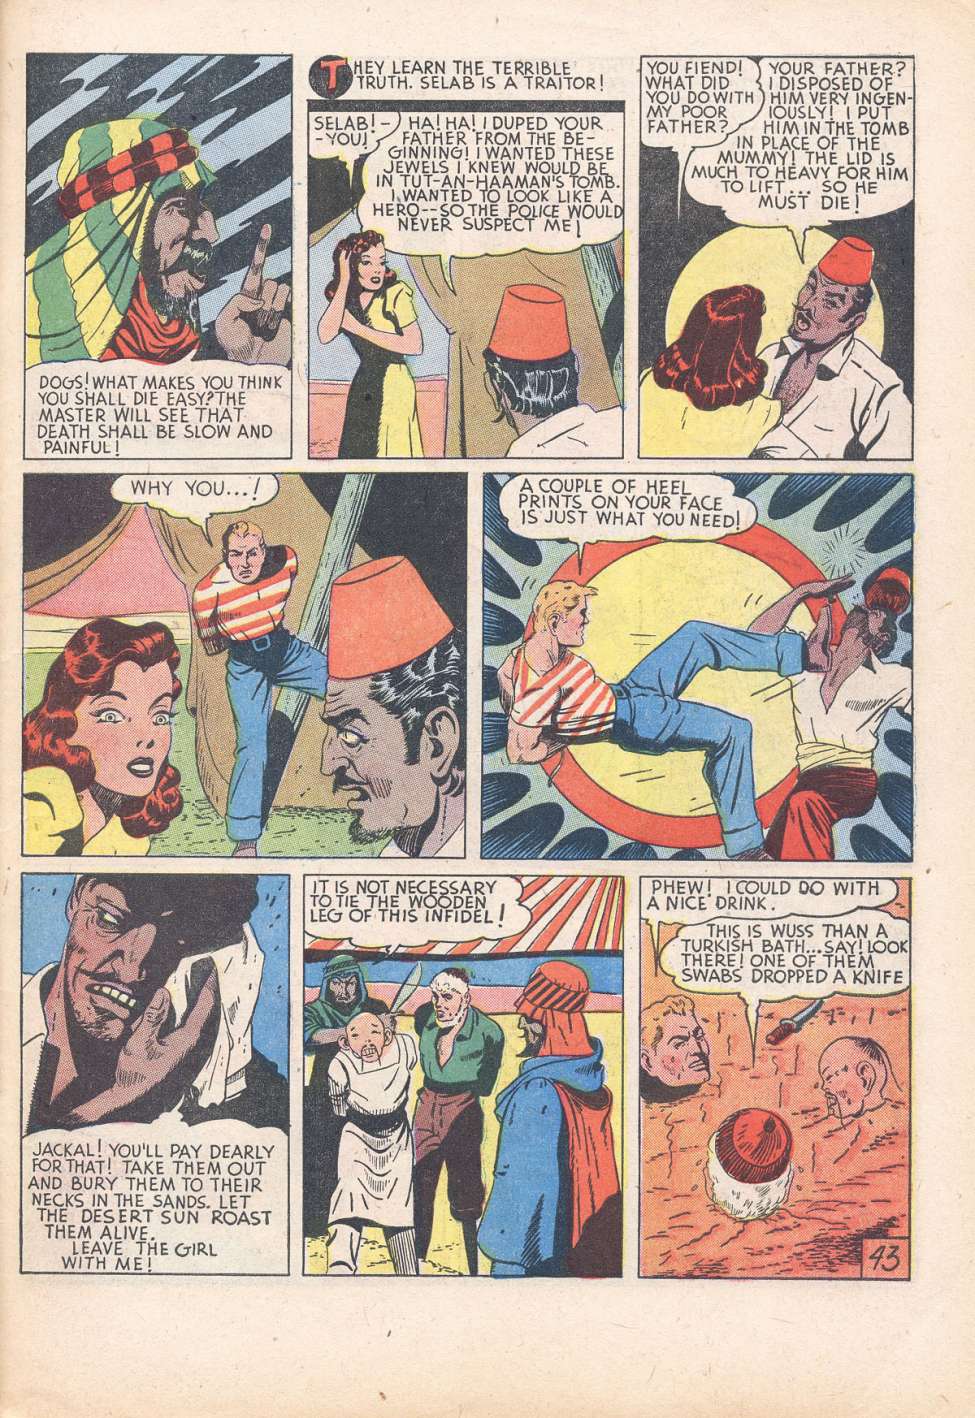 DOGS! WHAT MAKES YOU THINK
YOU SHALL DIE EASY? THE
MASTER WILL SEE THAT
DEATH SHALL BE SLOW AND
PAINFUL!
THEY LEARN THE TERRIBLE
TRUTH. SELAB IS A TRAITOR!
SELAB! -
- YOU!
HA! HA! I DUPED YOUR
FATHER FROM THE BE-
GINNING! I WANTED THESE
JEWELS I KNEW WOULD BE
IN TUT-AN-HAAMAN'S TOMB.
I WANTED TO LOOK LIKE A
HERO -- SO THE POLICE WOULD
NEVER SUSPECT ME!
YOU FIEND!
WHAT DID
YOU DO WITH
MY POOR
FATHER?
YOUR FATHER?
I DISPOSED OF
HIM VERY INGEN-
IOUSLY! I PUT
HIM IN THE TOMB
IN PLACE OF THE
MUMMY! THE LID IS
MUCH TO HEAVY FOR HIM
TO LIFT... SO HE
MUST DIE!
WHY YOU...!
A COUPLE OF HEEL
PRINTS ON YOUR FACE
IS JUST WHAT YOU NEED!
JACKAL! YOU'LL PAY DEARLY
FOR THAT! TAKE THEM OUT
AND BURY THEM TO THEIR
NECKS IN THE SANDS. LET
THE DESERT SUN ROAST
THEM ALIVE.
LEAVE THE GIRL
WITH ME!
IT IS NOT NECESSARY
TO TIE THE WOODEN
LEG OF THIS INFIDEL!
PHEW! I COULD DO WITH
A NICE DRINK.
THIS IS WUSS THAN A
TURKISH BATH... SAY! LOOK
THERE! ONE OF THEM
SWABS DROPPED A KNIFE
43